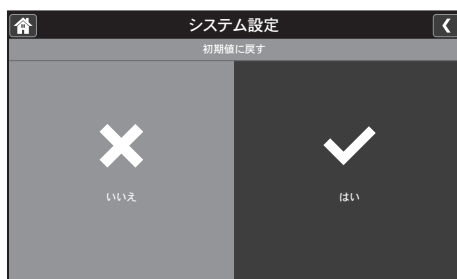 システム設定
初期値に戻す
いいえ
はい